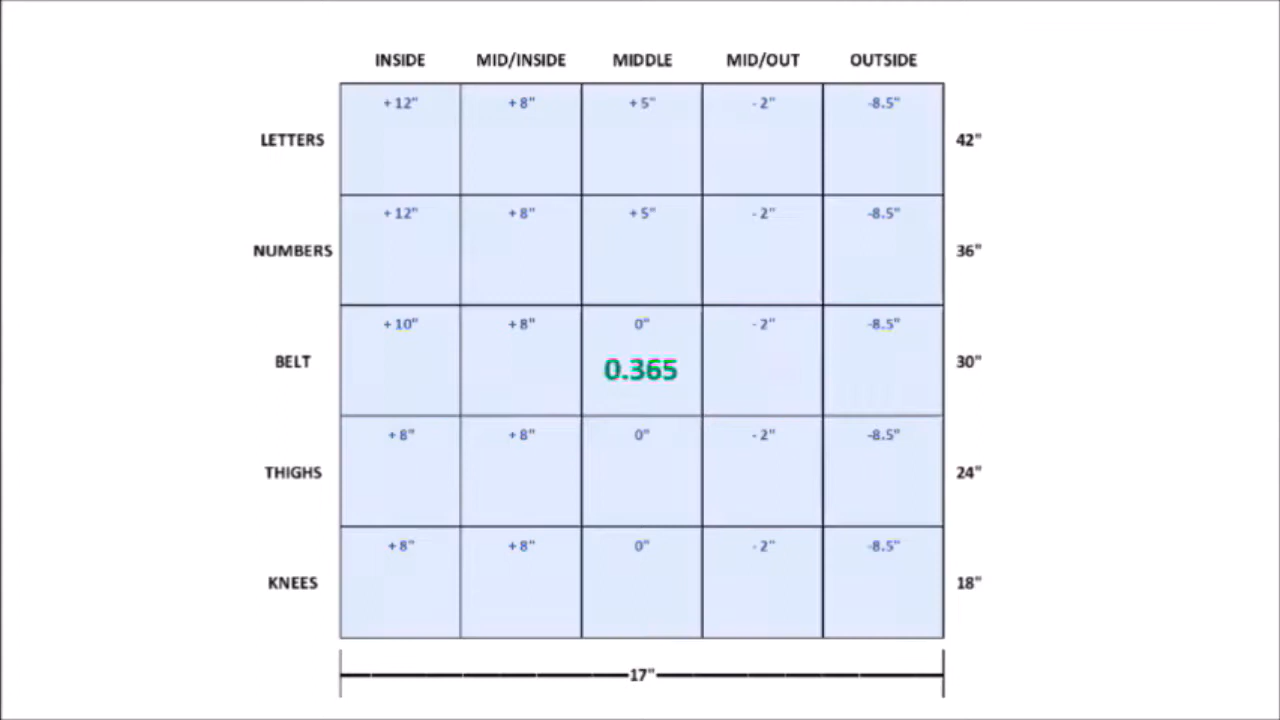 INSIDE MID/INSIDE MIDDLE MID/OUT OUTSIDE
+ 12" + 8" + 5" - 2" -8.5"
LETTERS 42"
+ 12" + 8" + 5" - 2" -8.5"
NUMBERS 36"
+ 10" + 8" 0" - 2" -8.5"
BELT 0.365 30"
+ 8" + 8" 0" - 2" -8.5"
THIGHS 24"
+ 8" + 8" 0" - 2" -8.5"
KNEES 18"
17"